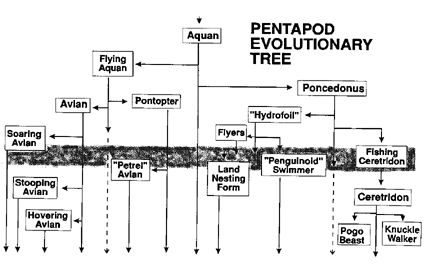 PENTAPOD
EVOLUTIONARY
TREE
Aquan
Flying
Aquan
Poncedonus
Avian
Pontopter
"Hydrofoil"
Soaring
Avian
Flyers
Fishing
Ceretridon
"Petrel"
Avian
Land
Nesting
Form
"Penguinoid"
Swimmer
Stooping
Avian
Ceretridon
Hovering
Avian
Pogo
Beast
Knuckle
Walker